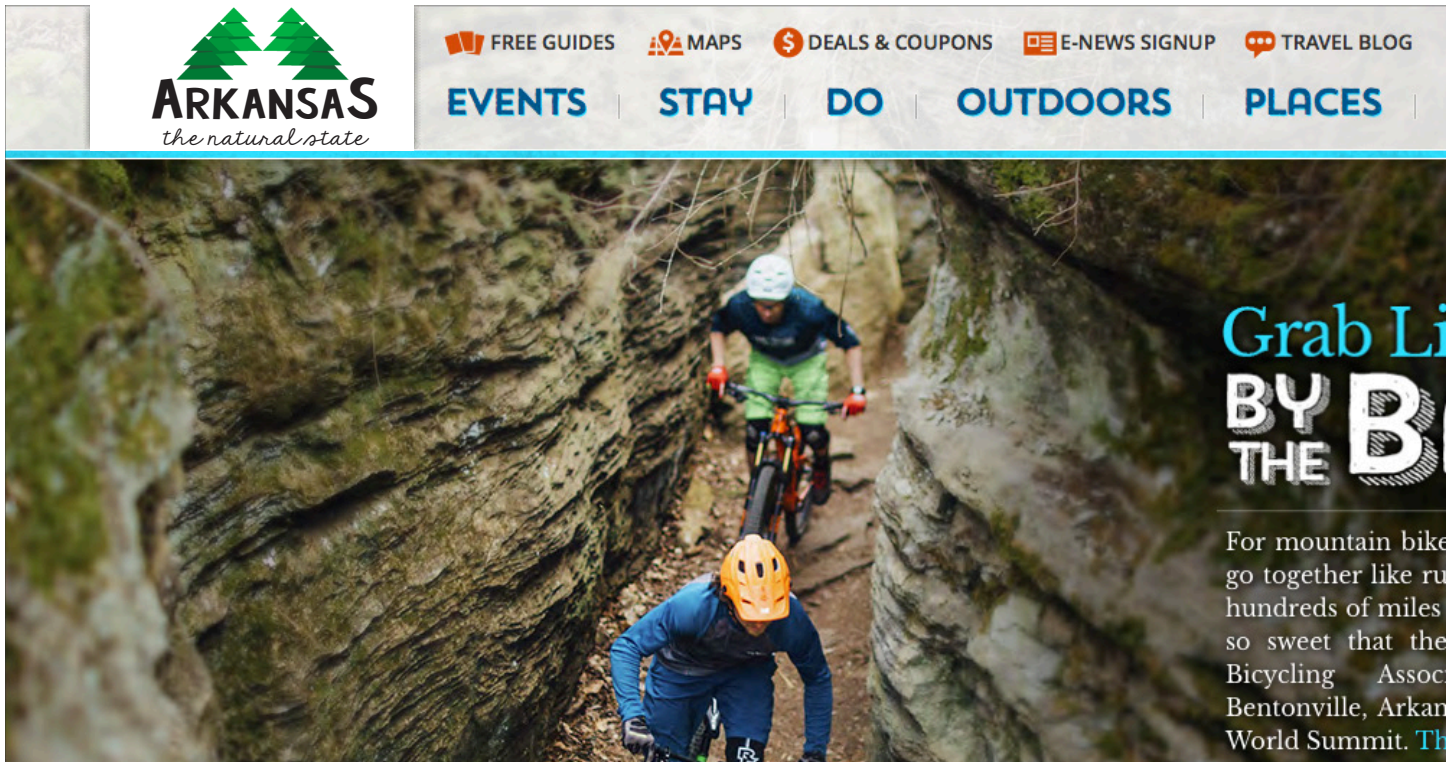 ARKANSAS
the natural state
FREE GUIDES MAPS DEALS & COUPONS E-NEWS SIGNUP TRAVEL BLOG
EVENTS STAY DO OUTDOORS PLACES
Grab
BY
THE
For mountain
go together like
hundreds of miles
so sweet that
Bicycling
Bentonville,
World Summit.